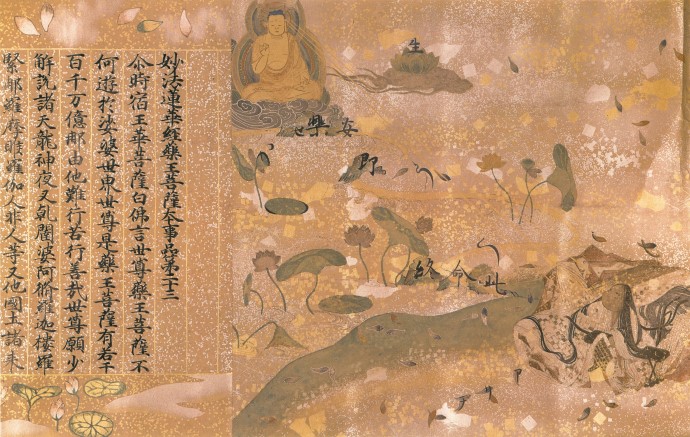 生
安樂世
即
此命終
妙法蓮華經藥王菩薩夲事品第二十三
尒時宿王華菩薩白佛言世尊藥王菩薩云
何遊於娑婆世界世尊是藥王菩薩有若干
百千万億那由他難行苦行善哉世尊願少
解說諸天龍神夜叉乹闥婆阿脩羅迦樓羅
緊那羅摩睺羅伽人非人等又他國土諸來